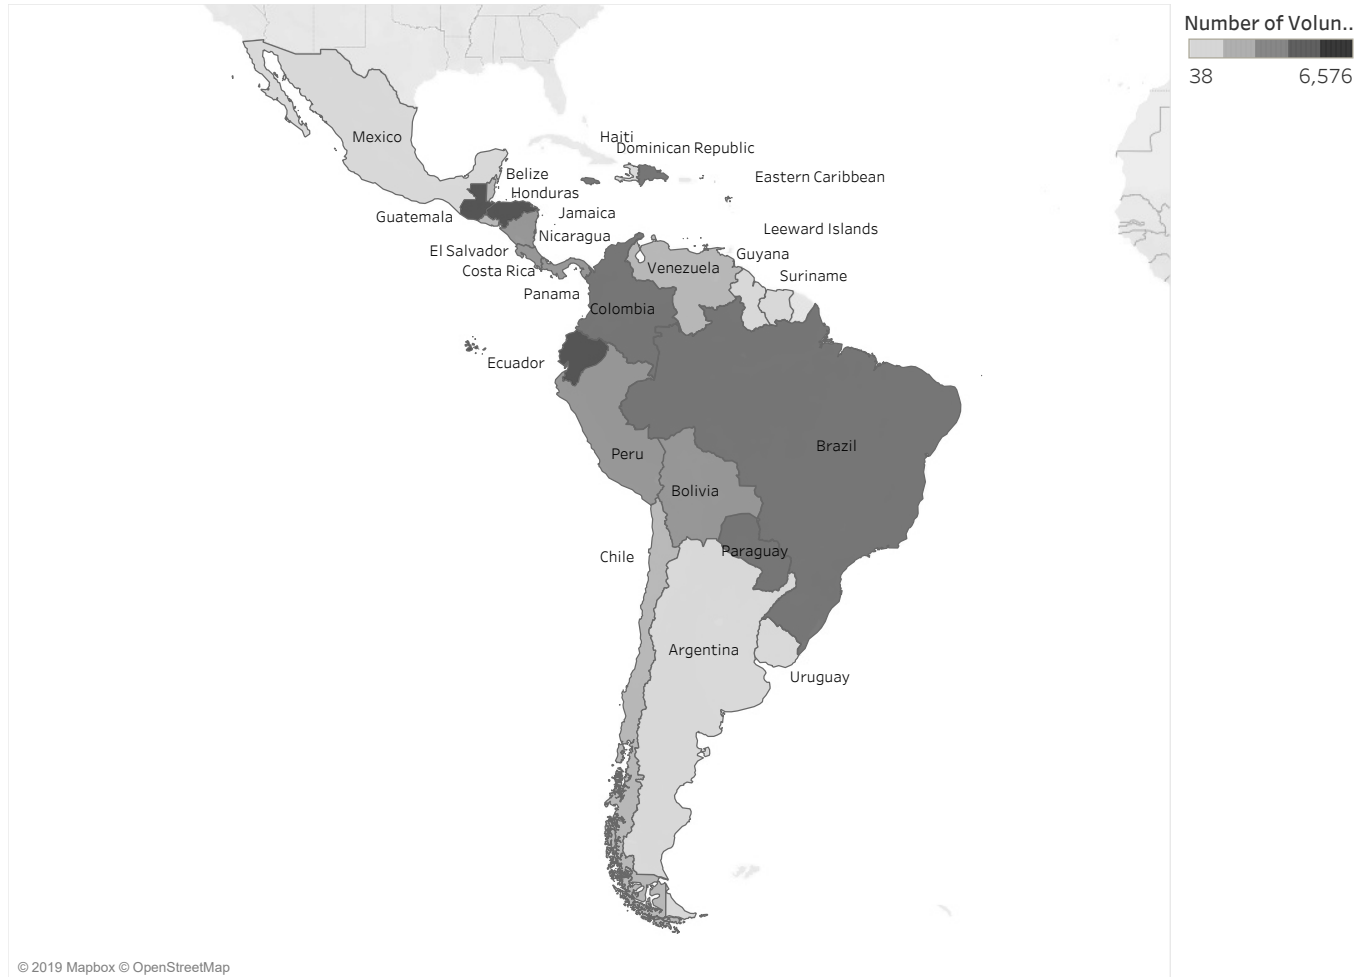 Number of Volun..
38 6,576
Mexico
Haiti
Dominican Republic
Belize
Eastern Caribbean
Honduras
Guatemala
Jamaica
Leeward Islands
Nicaragua
El Salvador
Guyana
Costa Rica
Venezuela
Suriname
Panama
Colombia
Ecuador
Brazil
Peru
Bolivia
Paraguay
Chile
Argentina
Uruguay
© 2019 Mapbox © OpenStreetMap